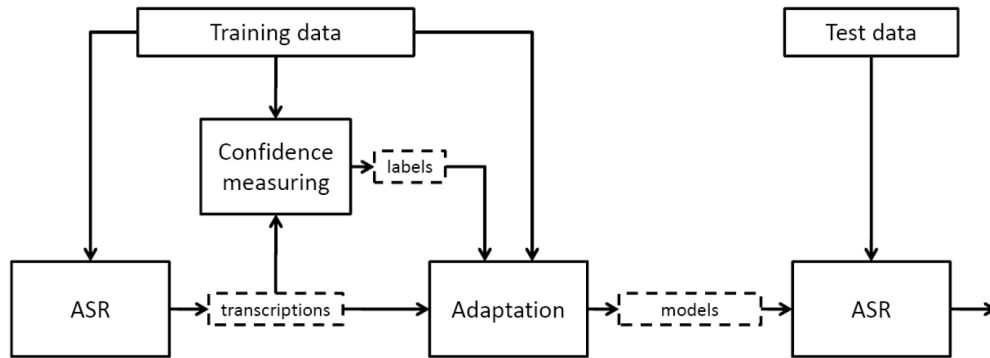 Training data
Test data
Confidence
measuring
labels
ASR
transcriptions
Adaptation
models
ASR